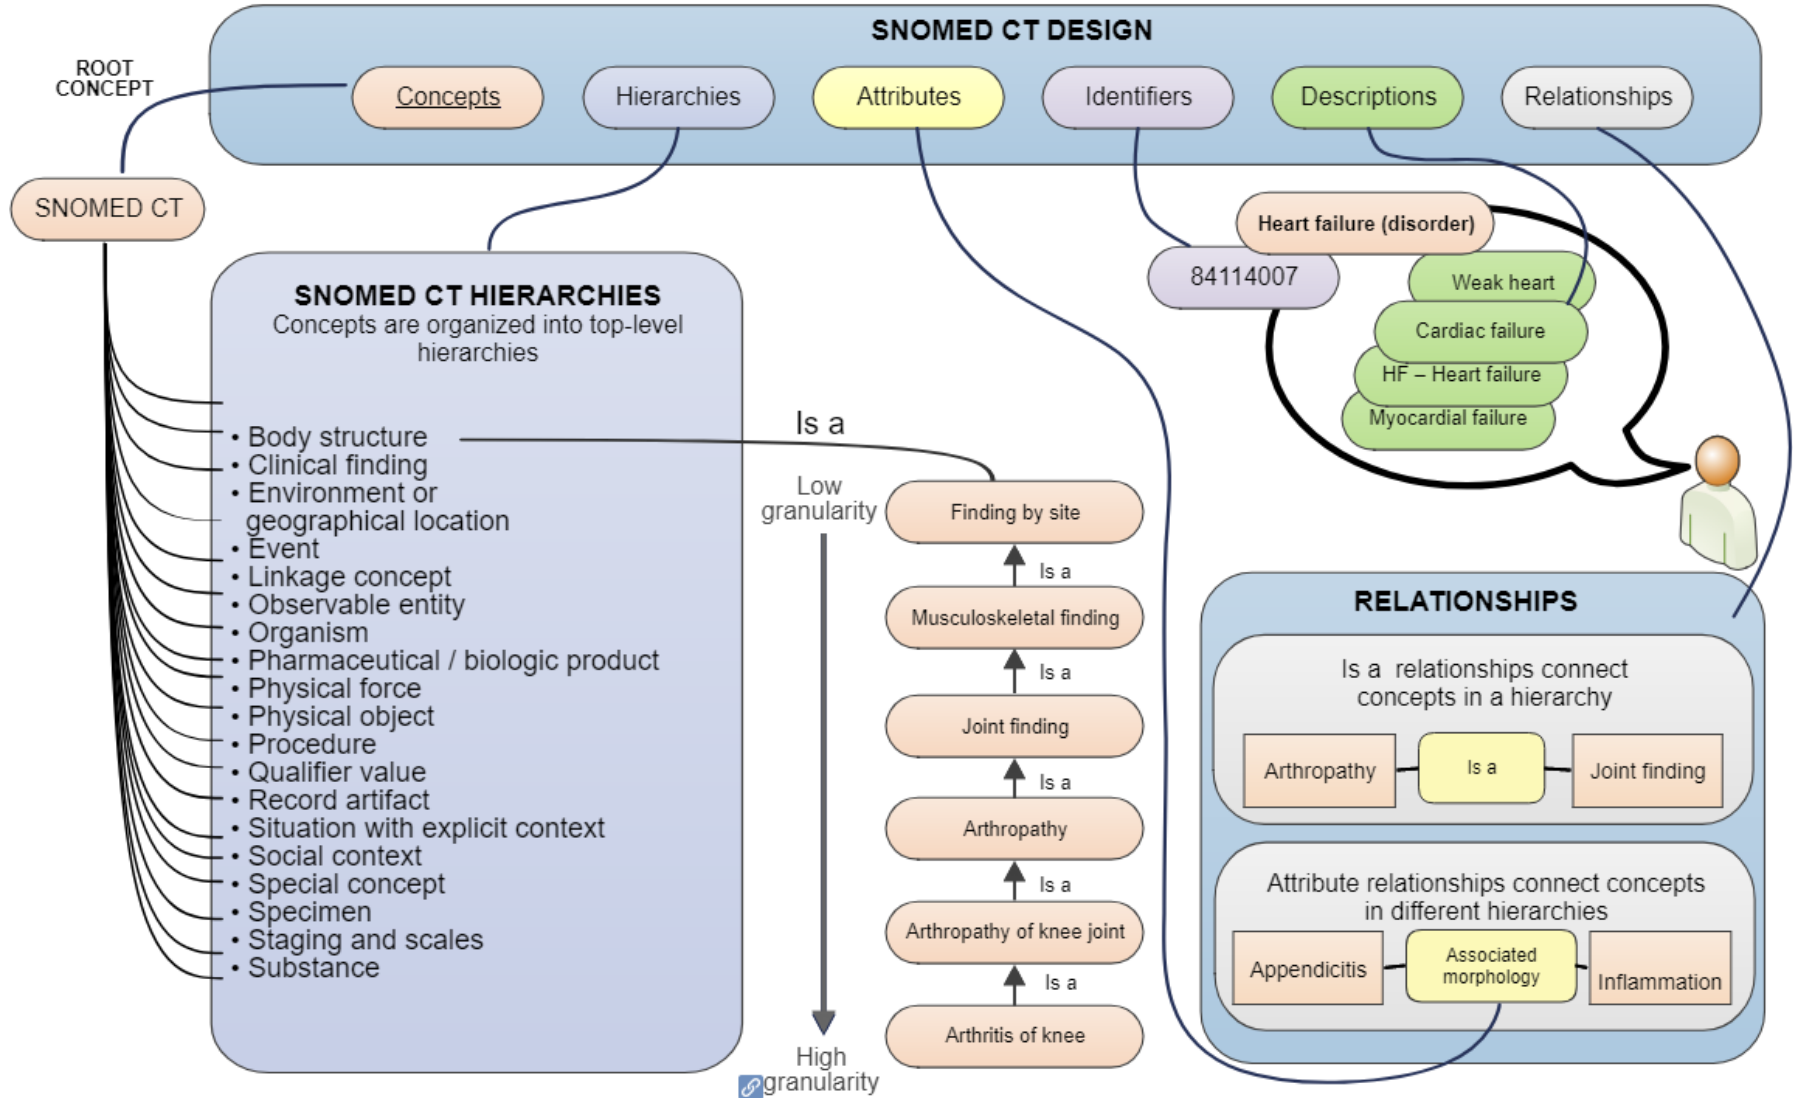 SNOMED CT DESIGN
ROOT
CONCEPT
Concepts
Hierarchies
Attributes
Identifiers
Descriptions
Relationships
SNOMED CT
Heart failure (disorder)
84114007
Weak heart
Cardiac failure
HF – Heart failure
Myocardial failure
SNOMED CT HIERARCHIES
Concepts are organized into top-level
hierarchies
• Body structure
• Clinical finding
• Environment or
geographical location
• Event
• Linkage concept
• Observable entity
• Organism
• Pharmaceutical / biologic product
• Physical force
• Physical object
• Procedure
• Qualifier value
• Record artifact
• Situation with explicit context
• Social context
• Special concept
• Specimen
• Staging and scales
• Substance
Is a
Low
granularity
High
granularity
Finding by site
Is a
Musculoskeletal finding
Is a
Joint finding
Is a
Arthropathy
Is a
Arthropathy of knee joint
Is a
Arthritis of knee
RELATIONSHIPS
Is a relationships connect
concepts in a hierarchy
Arthropathy
Is a
Joint finding
Attribute relationships connect concepts
in different hierarchies
Appendicitis
Associated
morphology
Inflammation